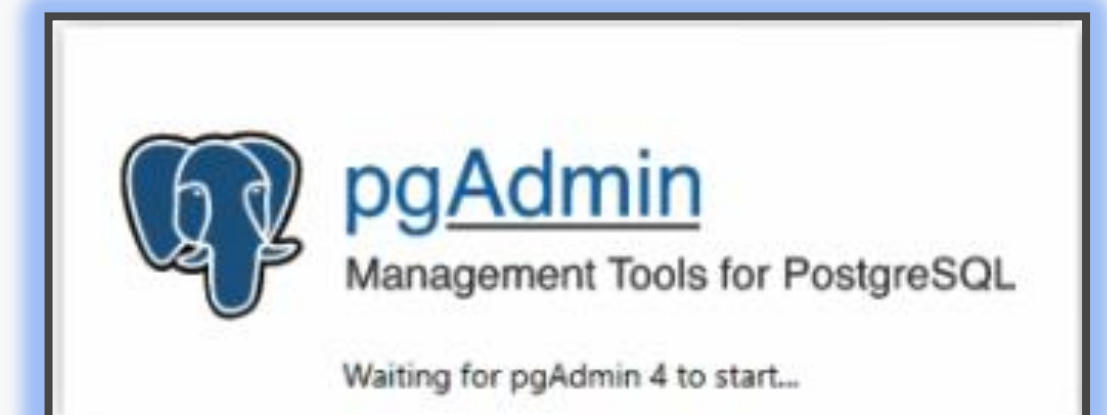 pgAdmin
Management Tools for PostgreSQL
Waiting for pgAdmin 4 to start...